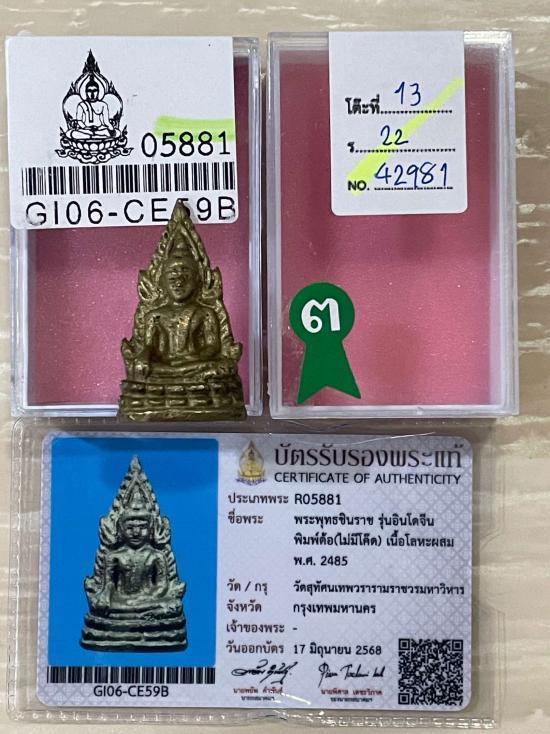 05881
GI06-CE59B
โต๊ะที่ 13
ร 22
NO. 42981
๓
บัตรรับรองพระแท้
CERTIFICATE OF AUTHENTICITY
ประเภทพระ R05881
ชื่อพระ พระพุทธชินราช รุ่นอินโดจีน
พิมพ์ต้อ(ไม่มีโค๊ด) เนื้อโลหะผสม
พ.ศ. 2485
วัด / กรุ วัดสุทัศนเทพวรารามราชวรมหาวิหาร
จังหวัด กรุงเทพมหานคร
เจ้าของพระ -
วันออกบัตร 17 มิถุนายน 2568
GI06-CE59B